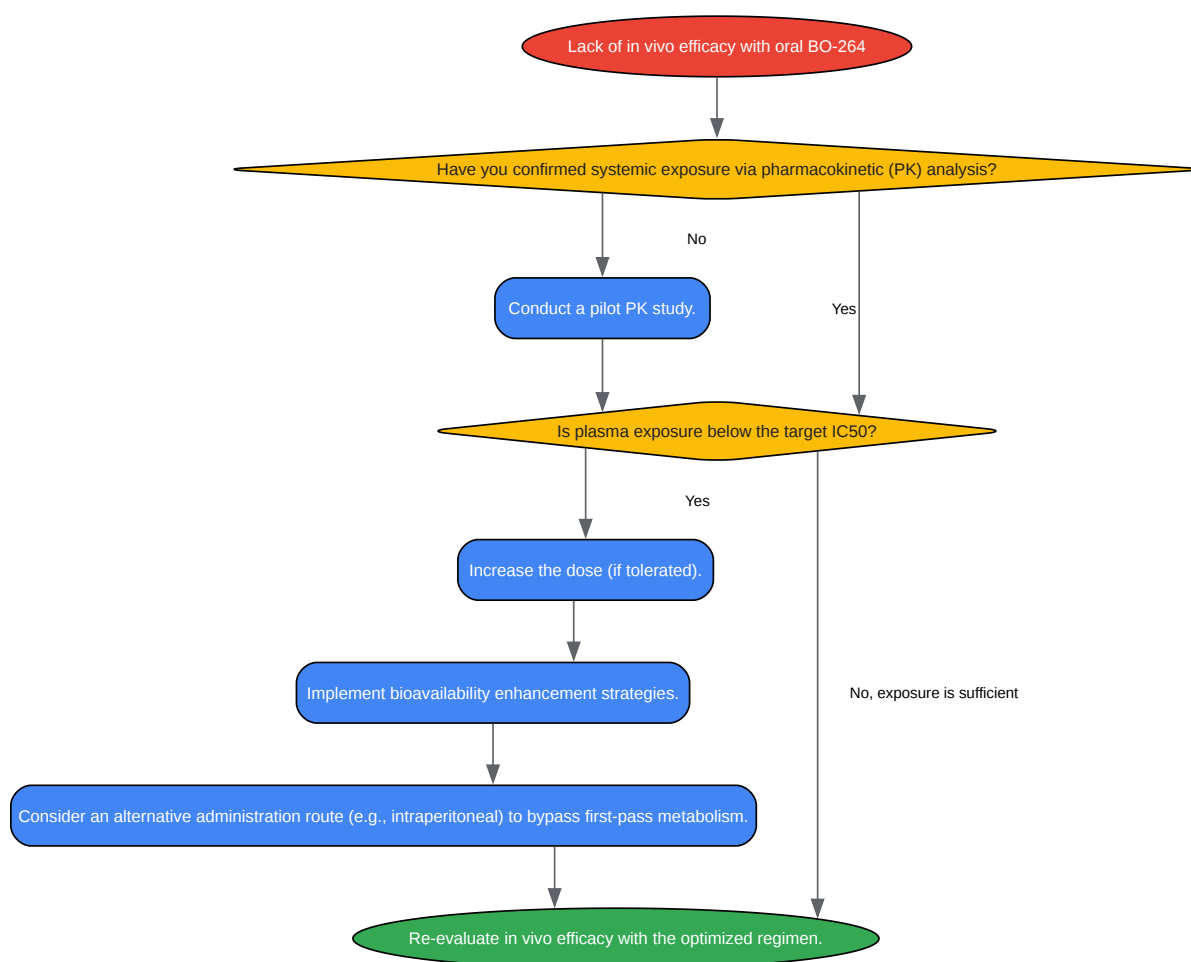 Lack of in vivo efficacy with oral BO-264
Have you confirmed systemic exposure via pharmacokinetic (PK) analysis?
No
Conduct a pilot PK study.
Yes
Is plasma exposure below the target IC50?
Yes
Increase the dose (if tolerated).
Implement bioavailability enhancement strategies.
No, exposure is sufficient
Consider an alternative administration route (e.g., intraperitoneal) to bypass first-pass metabolism.
Re-evaluate in vivo efficacy with the optimized regimen.